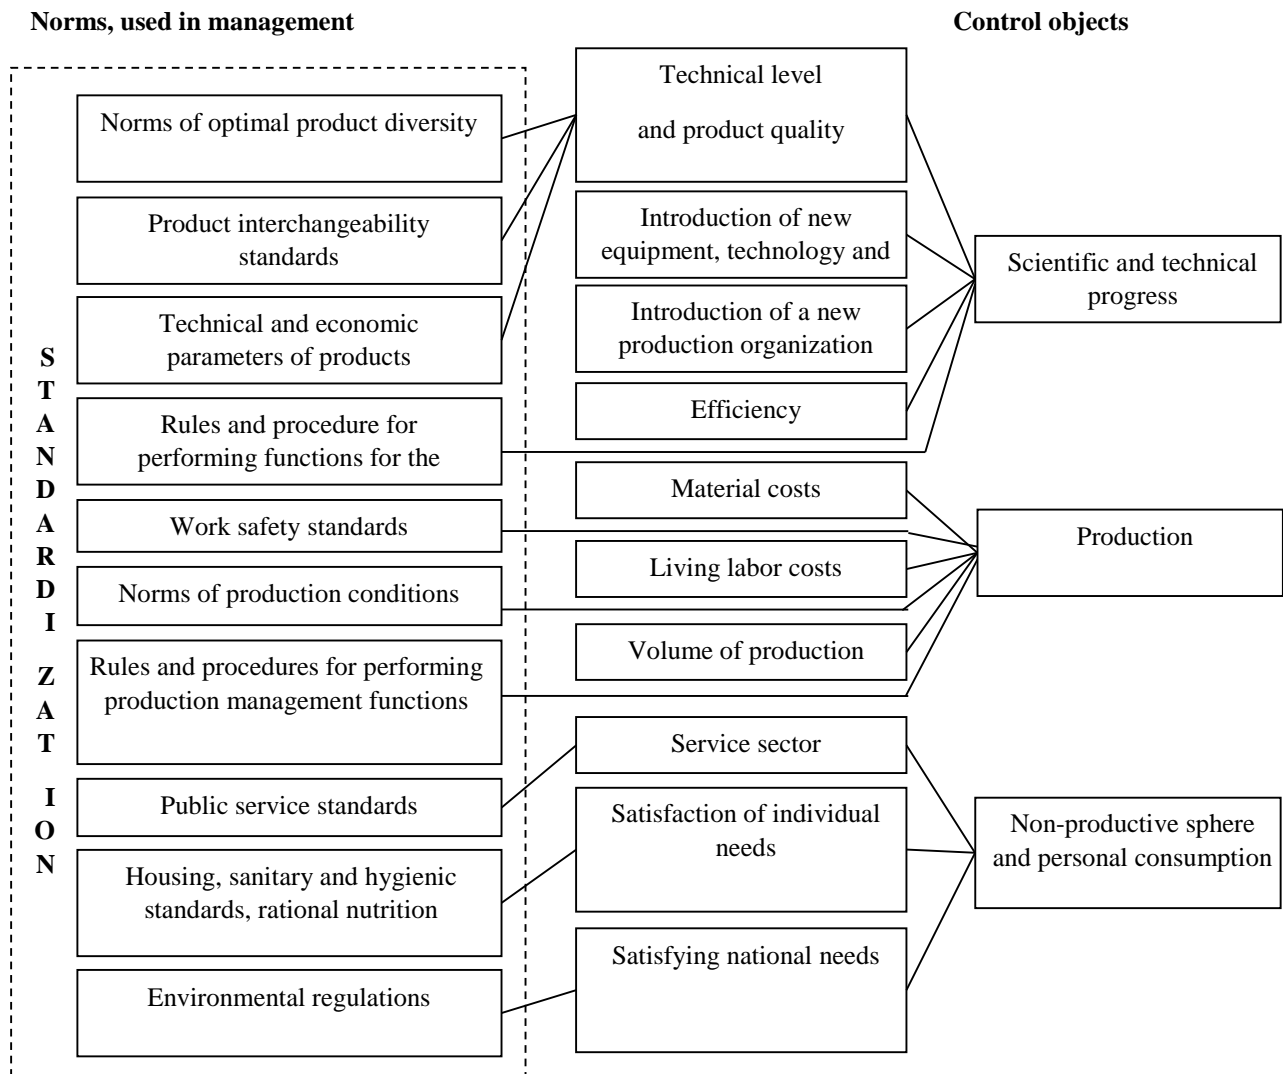 Norms, used in management
Control objects
STANDARDI ZAT ION
Norms of optimal product diversity
Product interchangeability
standards
Technical and economic
parameters of products
Rules and procedure for
performing functions for the
Work safety standards
Norms of production conditions
Rules and procedures for performing
production management functions
Public service standards
Housing, sanitary and hygienic
standards, rational nutrition
Environmental regulations
Technical level
and product quality
Introduction of new
equipment, technology and
Introduction of a new
production organization
Efficiency
Material costs
Living labor costs
Volume of production
Service sector
Satisfaction of individual
needs
Satisfying national needs
Scientific and technical
progress
Production
Non-productive sphere
and personal consumption